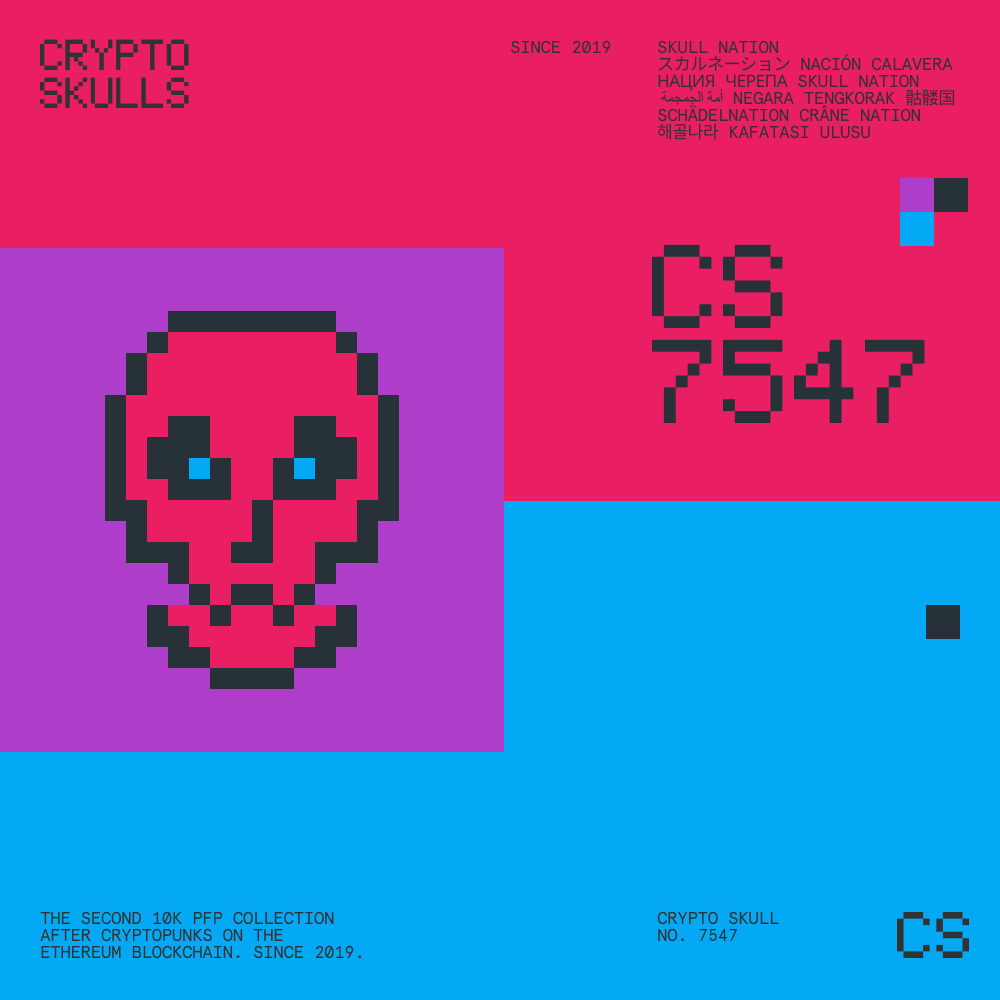 CRYPTO
SKULLS
SINCE 2019
SKULL NATION
スカルネーション NACIÓN CALAVERA
НАЦИЯ ЧЕРЕПА SKULL NATION
أمة الجمجمة NEGARA TENGKORAK 骷髅国
SCHÄDELNATION CRÂNE NATION
해골나라 KAFATASI ULUSU
CS
7547
THE SECOND 10K PFP COLLECTION
AFTER CRYPTOPUNKS ON THE
ETHEREUM BLOCKCHAIN. SINCE 2019.
CRYPTO SKULL
NO. 7547
CS